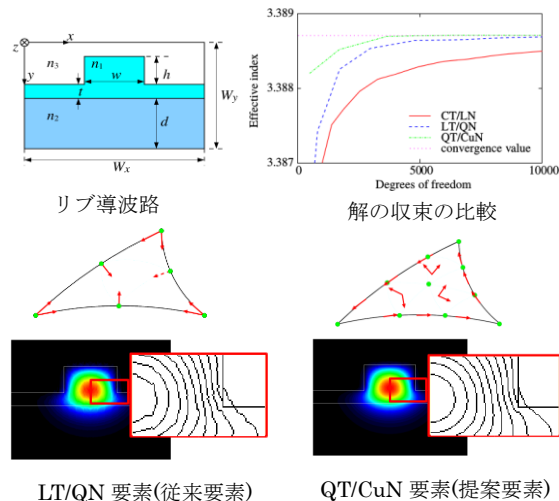 z
x
y
n3
n1
w
h
t
n2
d
Wy
Wx
リブ導波路
3.389
3.388
3.387
Effective index
CT/LN
LT/QN
QT/CuN
convergence value
5000
10000
Degrees of freedom
解の収束の比較
LT/QN 要素(従来要素)
QT/CuN 要素(提案要素)